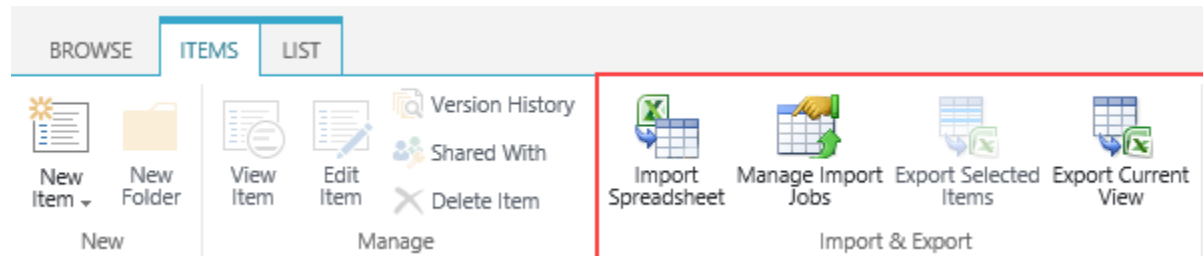 BROWSE ITEMS LIST
New Item
New Folder
View Item
Edit Item
Version History
Shared With
Delete Item
Import Spreadsheet
Manage Import Jobs
Export Selected Items
Export Current View
New
Manage
Import & Export